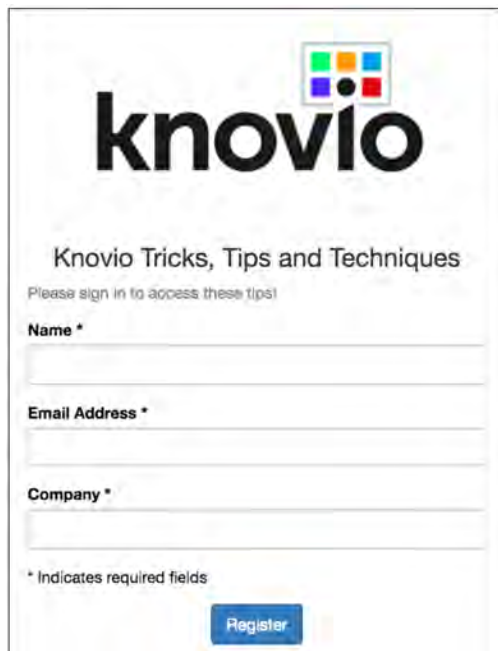 knovio
Knovio Tricks, Tips and Techniques
Please sign in to access these tips!
Name *
Email Address *
Company *
* Indicates required fields
Register